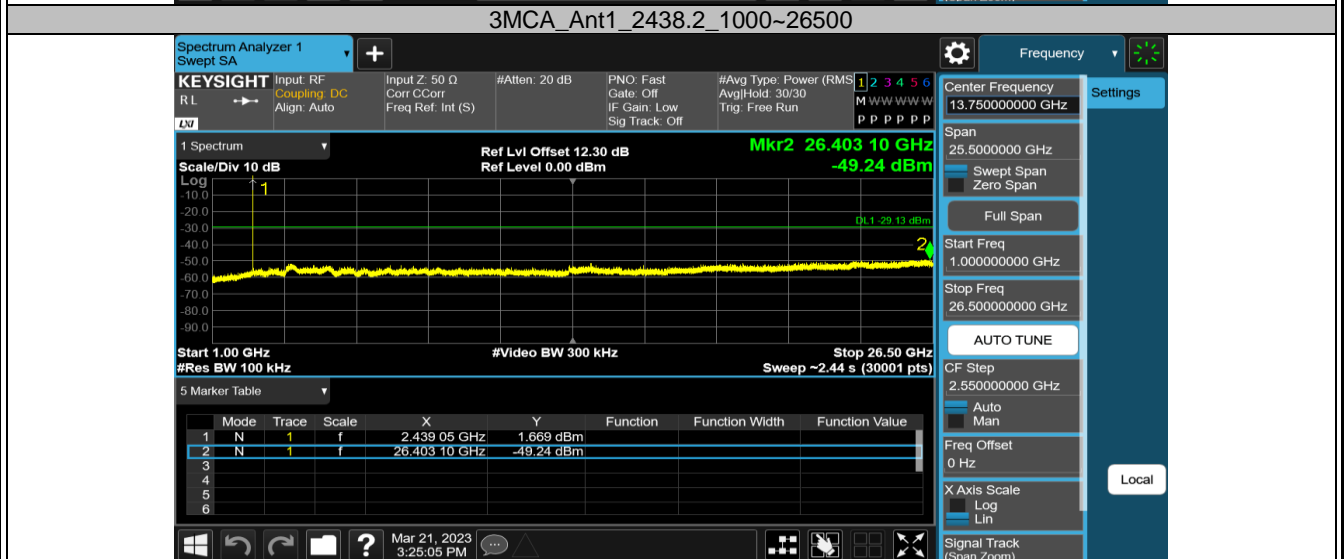 3MCA_Ant1_2438.2_1000~26500
Spectrum Analyzer 1
Swept SA
Frequency
KEYSIGHT
R L
LXI
Input: RF
Coupling: DC
Align: Auto
Input Z: 50 Ω
Corr CCorr
Freq Ref: Int (S)
#Atten: 20 dB
PNO: Fast
Gate: Off
IF Gain: Low
Sig Track: Off
#Avg Type: Power (RMS
Avg|Hold: 30/30
Trig: Free Run
1 2 3 4 5 6
M W W W W W
P P P P P P
1 Spectrum
Scale/Div 10 dB
Ref Lvl Offset 12.30 dB
Ref Level 0.00 dBm
Mkr2 26.403 10 GHz
-49.24 dBm
Log
1
-10.0
-20.0
DL1 -29.13 dBm
-30.0
-40.0
2
-50.0
-60.0
-70.0
-80.0
-90.0
Start 1.00 GHz
#Video BW 300 kHz
Stop 26.50 GHz
#Res BW 100 kHz
Sweep ~2.44 s (30001 pts)
5 Marker Table
Mode Trace Scale X Y Function Function Width Function Value
1 N 1 f 2.439 05 GHz 1.669 dBm
2 N 1 f 26.403 10 GHz -49.24 dBm
3
4
5
6
Mar 21, 2023
3:25:05 PM
Center Frequency
13.750000000 GHz
Settings
Span
25.5000000 GHz
Swept Span
Zero Span
Full Span
Start Freq
1.000000000 GHz
Stop Freq
26.500000000 GHz
AUTO TUNE
CF Step
2.550000000 GHz
Auto
Man
Freq Offset
0 Hz
Local
X Axis Scale
Log
Lin
Signal Track
(Span Zoom)